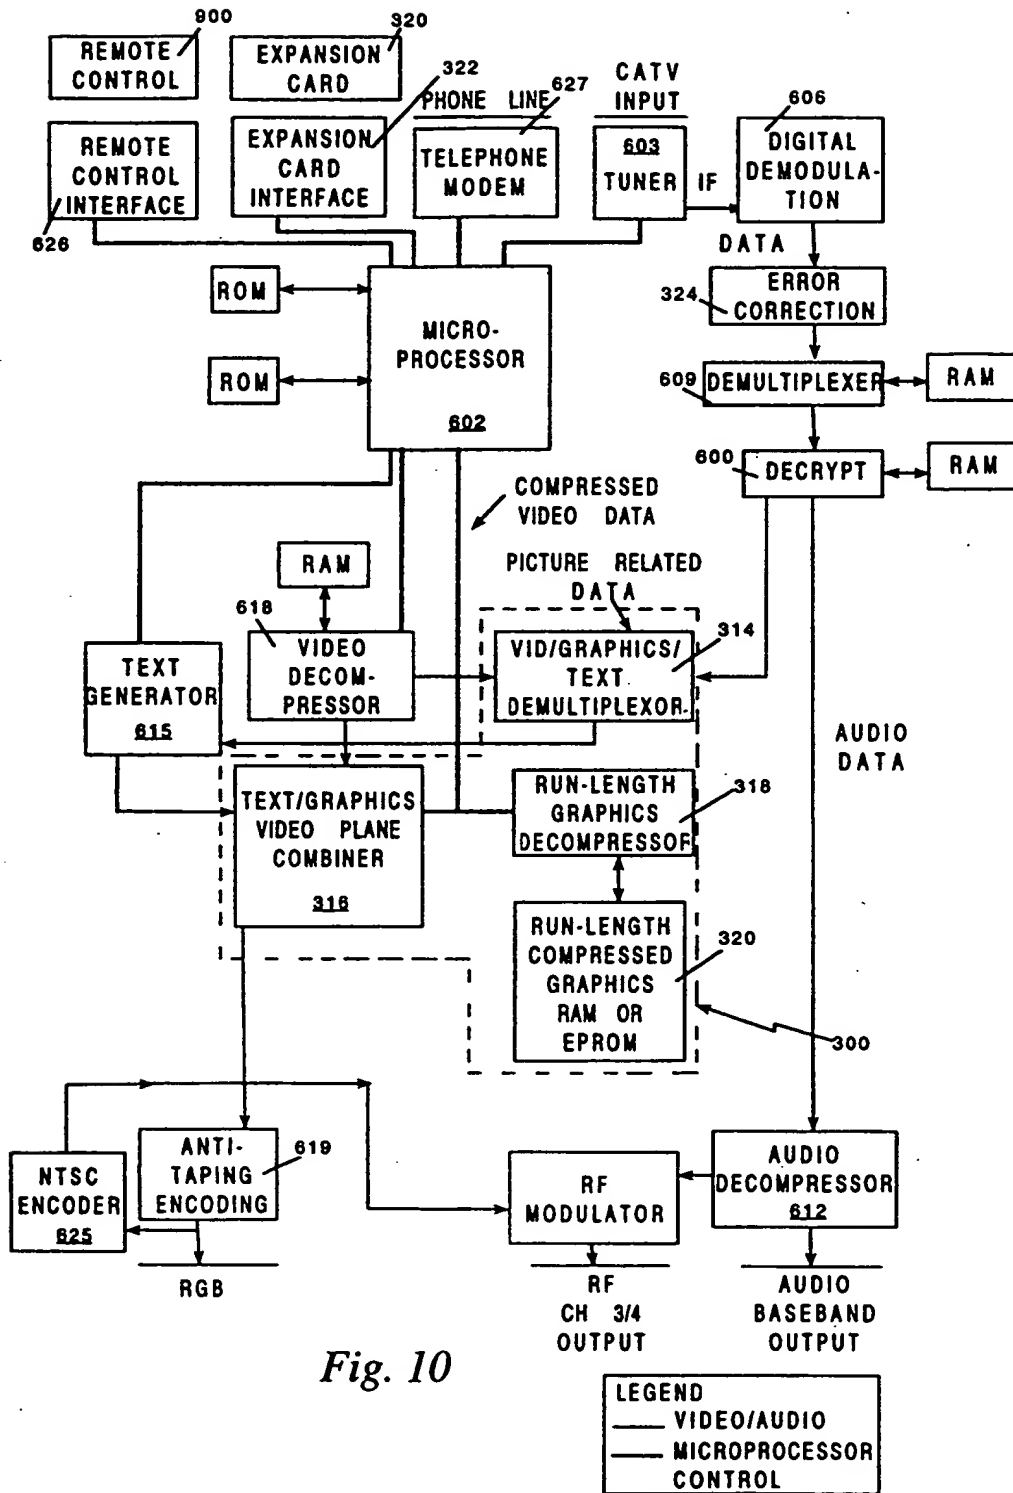 900
REMOTE
CONTROL
320
EXPANSION
CARD
322
PHONE LINE
627
CATV
INPUT
606
REMOTE
CONTROL
INTERFACE
626
EXPANSION
CARD
INTERFACE
TELEPHONE
MODEM
603
TUNER
IF
DIGITAL
DEMODULA-
TION
DATA
ROM
ROM
MICRO-
PROCESSOR
602
324
ERROR
CORRECTION
609
DEMULTIPLEXER
RAM
600
DECRYPT
RAM
COMPRESSED
VIDEO DATA
RAM
PICTURE RELATED
DATA
618
VIDEO
DECOM-
PRESSOR
VID/GRAPHICS/
TEXT
DEMULTIPLEXOR
314
TEXT
GENERATOR
615
AUDIO
DATA
TEXT/GRAPHICS
VIDEO PLANE
COMBINER
316
RUN-LENGTH
GRAPHICS
DECOMPRESSOF
318
RUN-LENGTH
COMPRESSED
GRAPHICS
RAM OR
EPROM
320
300
NTSC
ENCODER
625
ANTI-
TAPING
ENCODING
619
RF
MODULATOR
AUDIO
DECOMPRESSOR
612
RGB
RF
CH 3/4
OUTPUT
AUDIO
BASEBAND
OUTPUT
Fig. 10
LEGEND
VIDEO/AUDIO
MICROPROCESSOR
CONTROL